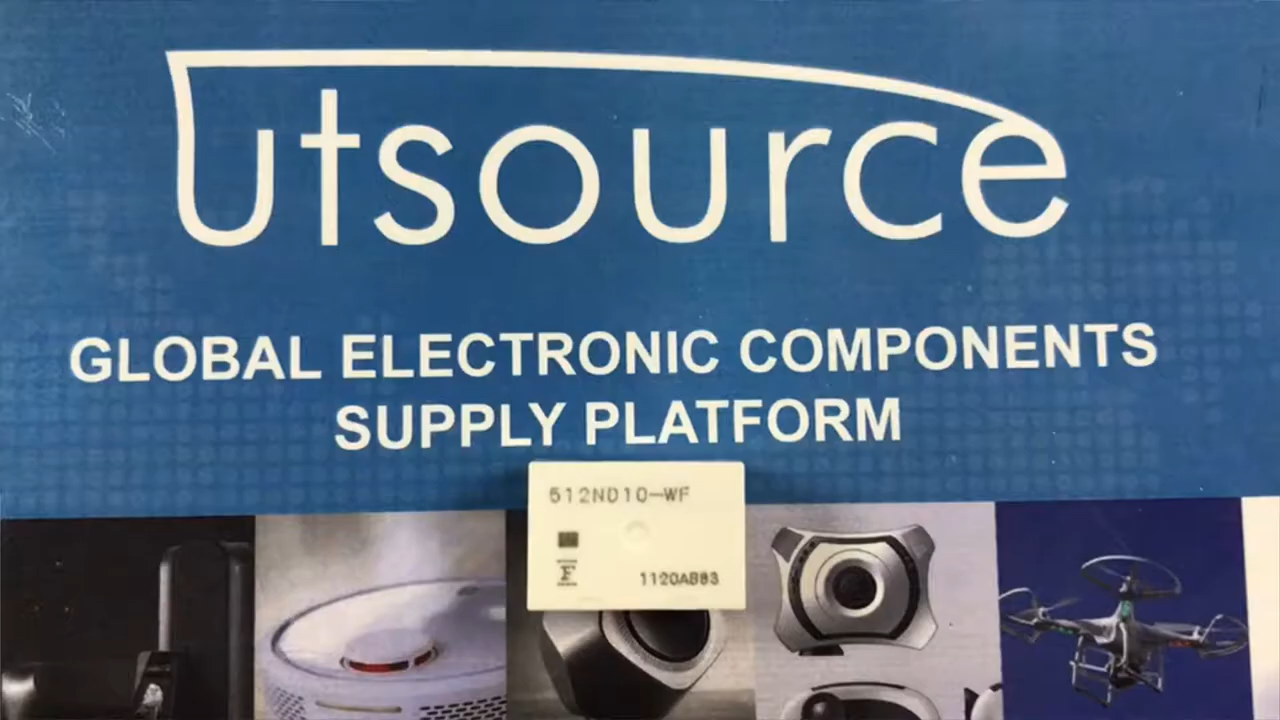 utsource
GLOBAL ELECTRONIC COMPONENTS
SUPPLY PLATFORM
512ND10-WF
F
1120AB83